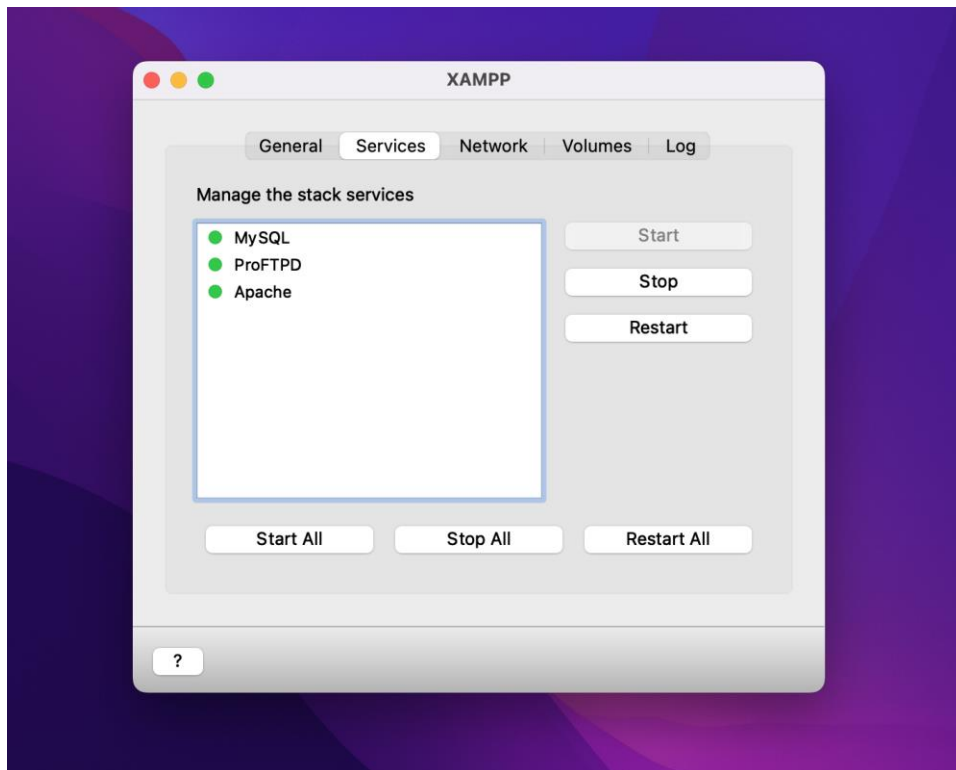 XAMPP
General Services Network Volumes Log
Manage the stack services
MySQL
ProFTPD
Apache
Start
Stop
Restart
Start All Stop All Restart All
?